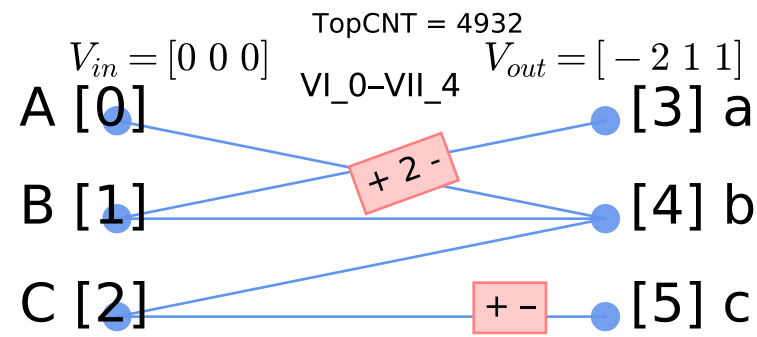 TopCNT = 4932
V_in = [0 0 0]
V_out = [ − 2 1 1]
VI_0–VII_4
A [0]
[3] a
+ 2 -
B [1]
[4] b
C [2]
+ –
[5] c